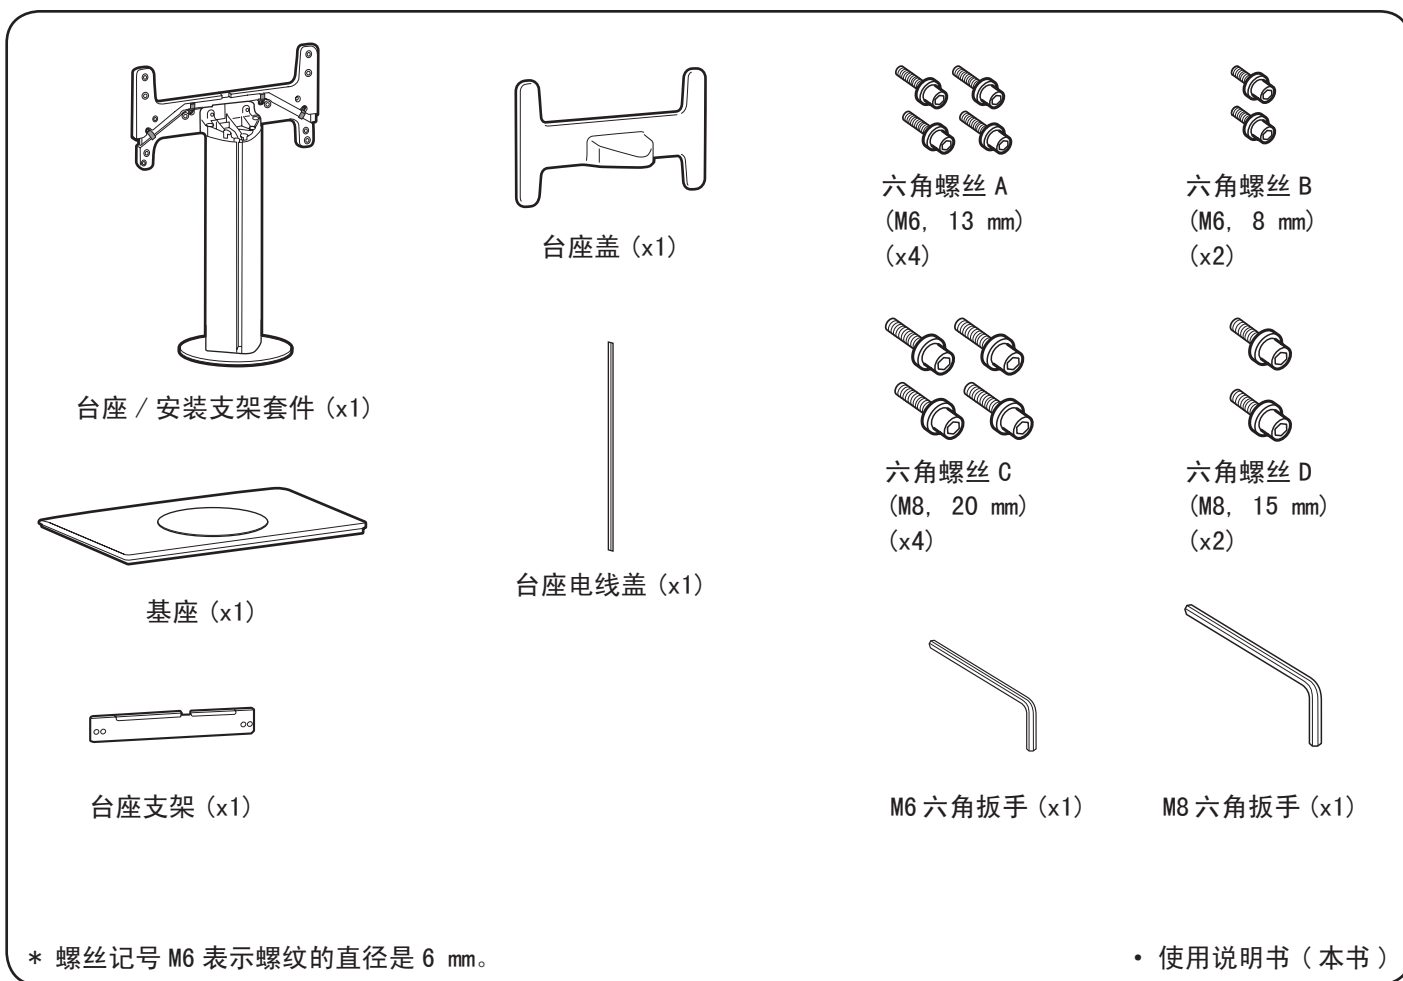 台座 / 安装支架套件 (x1)
基座 (x1)
台座支架 (x1)
台座盖 (x1)
台座电线盖 (x1)
六角螺丝 A
(M6, 13 mm)
(x4)
六角螺丝 B
(M6, 8 mm)
(x2)
六角螺丝 C
(M8, 20 mm)
(x4)
六角螺丝 D
(M8, 15 mm)
(x2)
M6 六角扳手 (x1)
M8 六角扳手 (x1)
* 螺丝记号 M6 表示螺纹的直径是 6 mm。
• 使用说明书 ( 本书 )